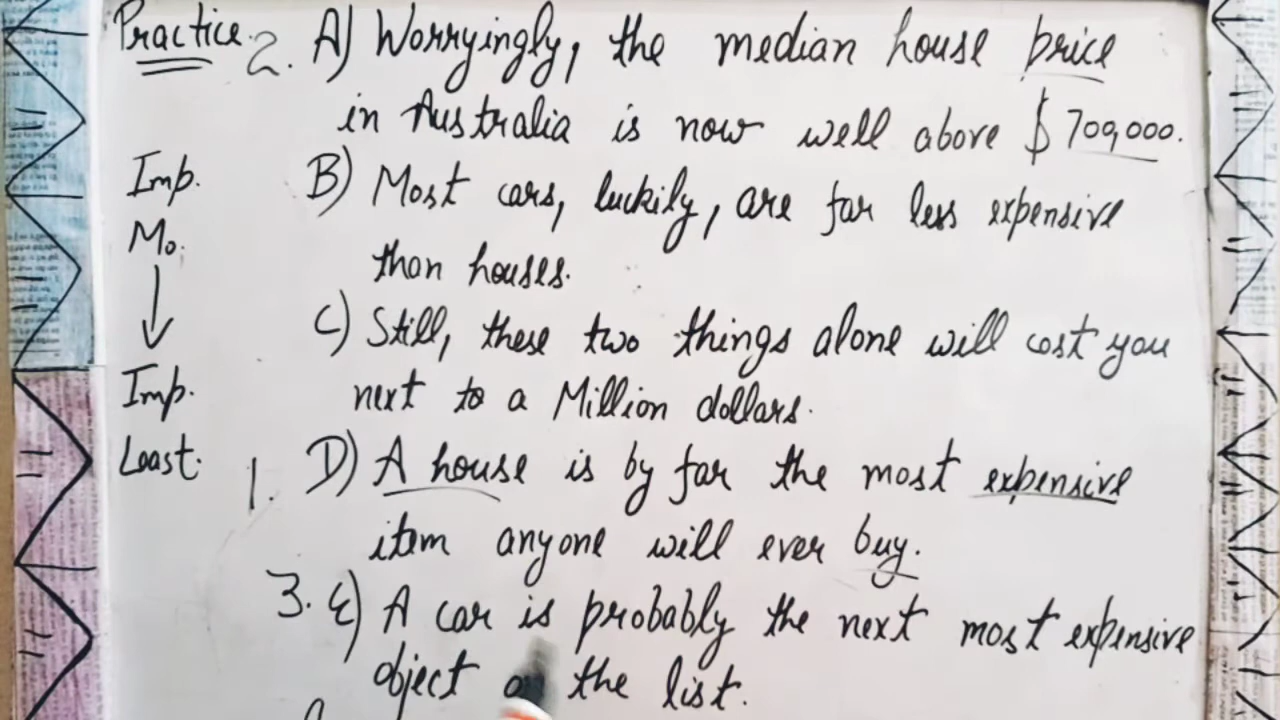 Practice. 2. A) Worryingly, the median house price
in Australia is now well above $700,000.
Imp. B) Most cars, luckily, are far less expensive
Mo.
than houses.
C) Still, these two things alone will cost you
Imp. next to a Million dollars.
Least. 1. D) A house is by far the most expensive
item anyone will ever buy.
3. E) A car is probably the next most expensive
object the list.